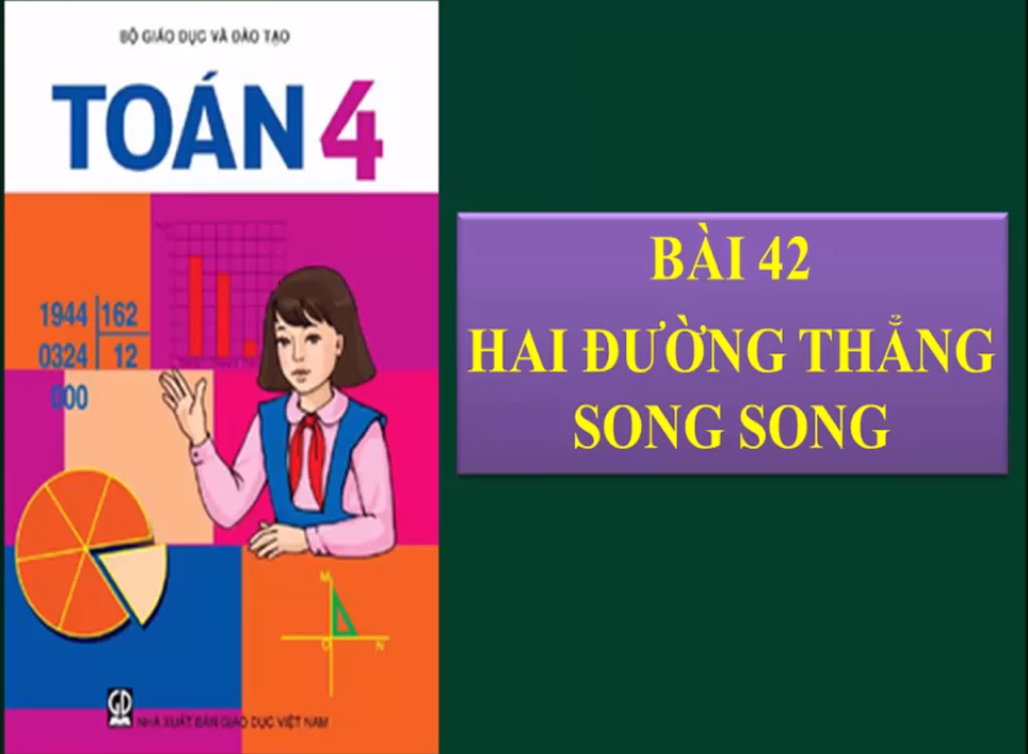 BỘ GIÁO DỤC VÀ ĐÀO TẠO
TOÁN 4
1944 162
0324 12
000
M
O N
GD
NHÀ XUẤT BẢN GIÁO DỤC VIỆT NAM
BÀI 42
HAI ĐƯỜNG THẲNG
SONG SONG